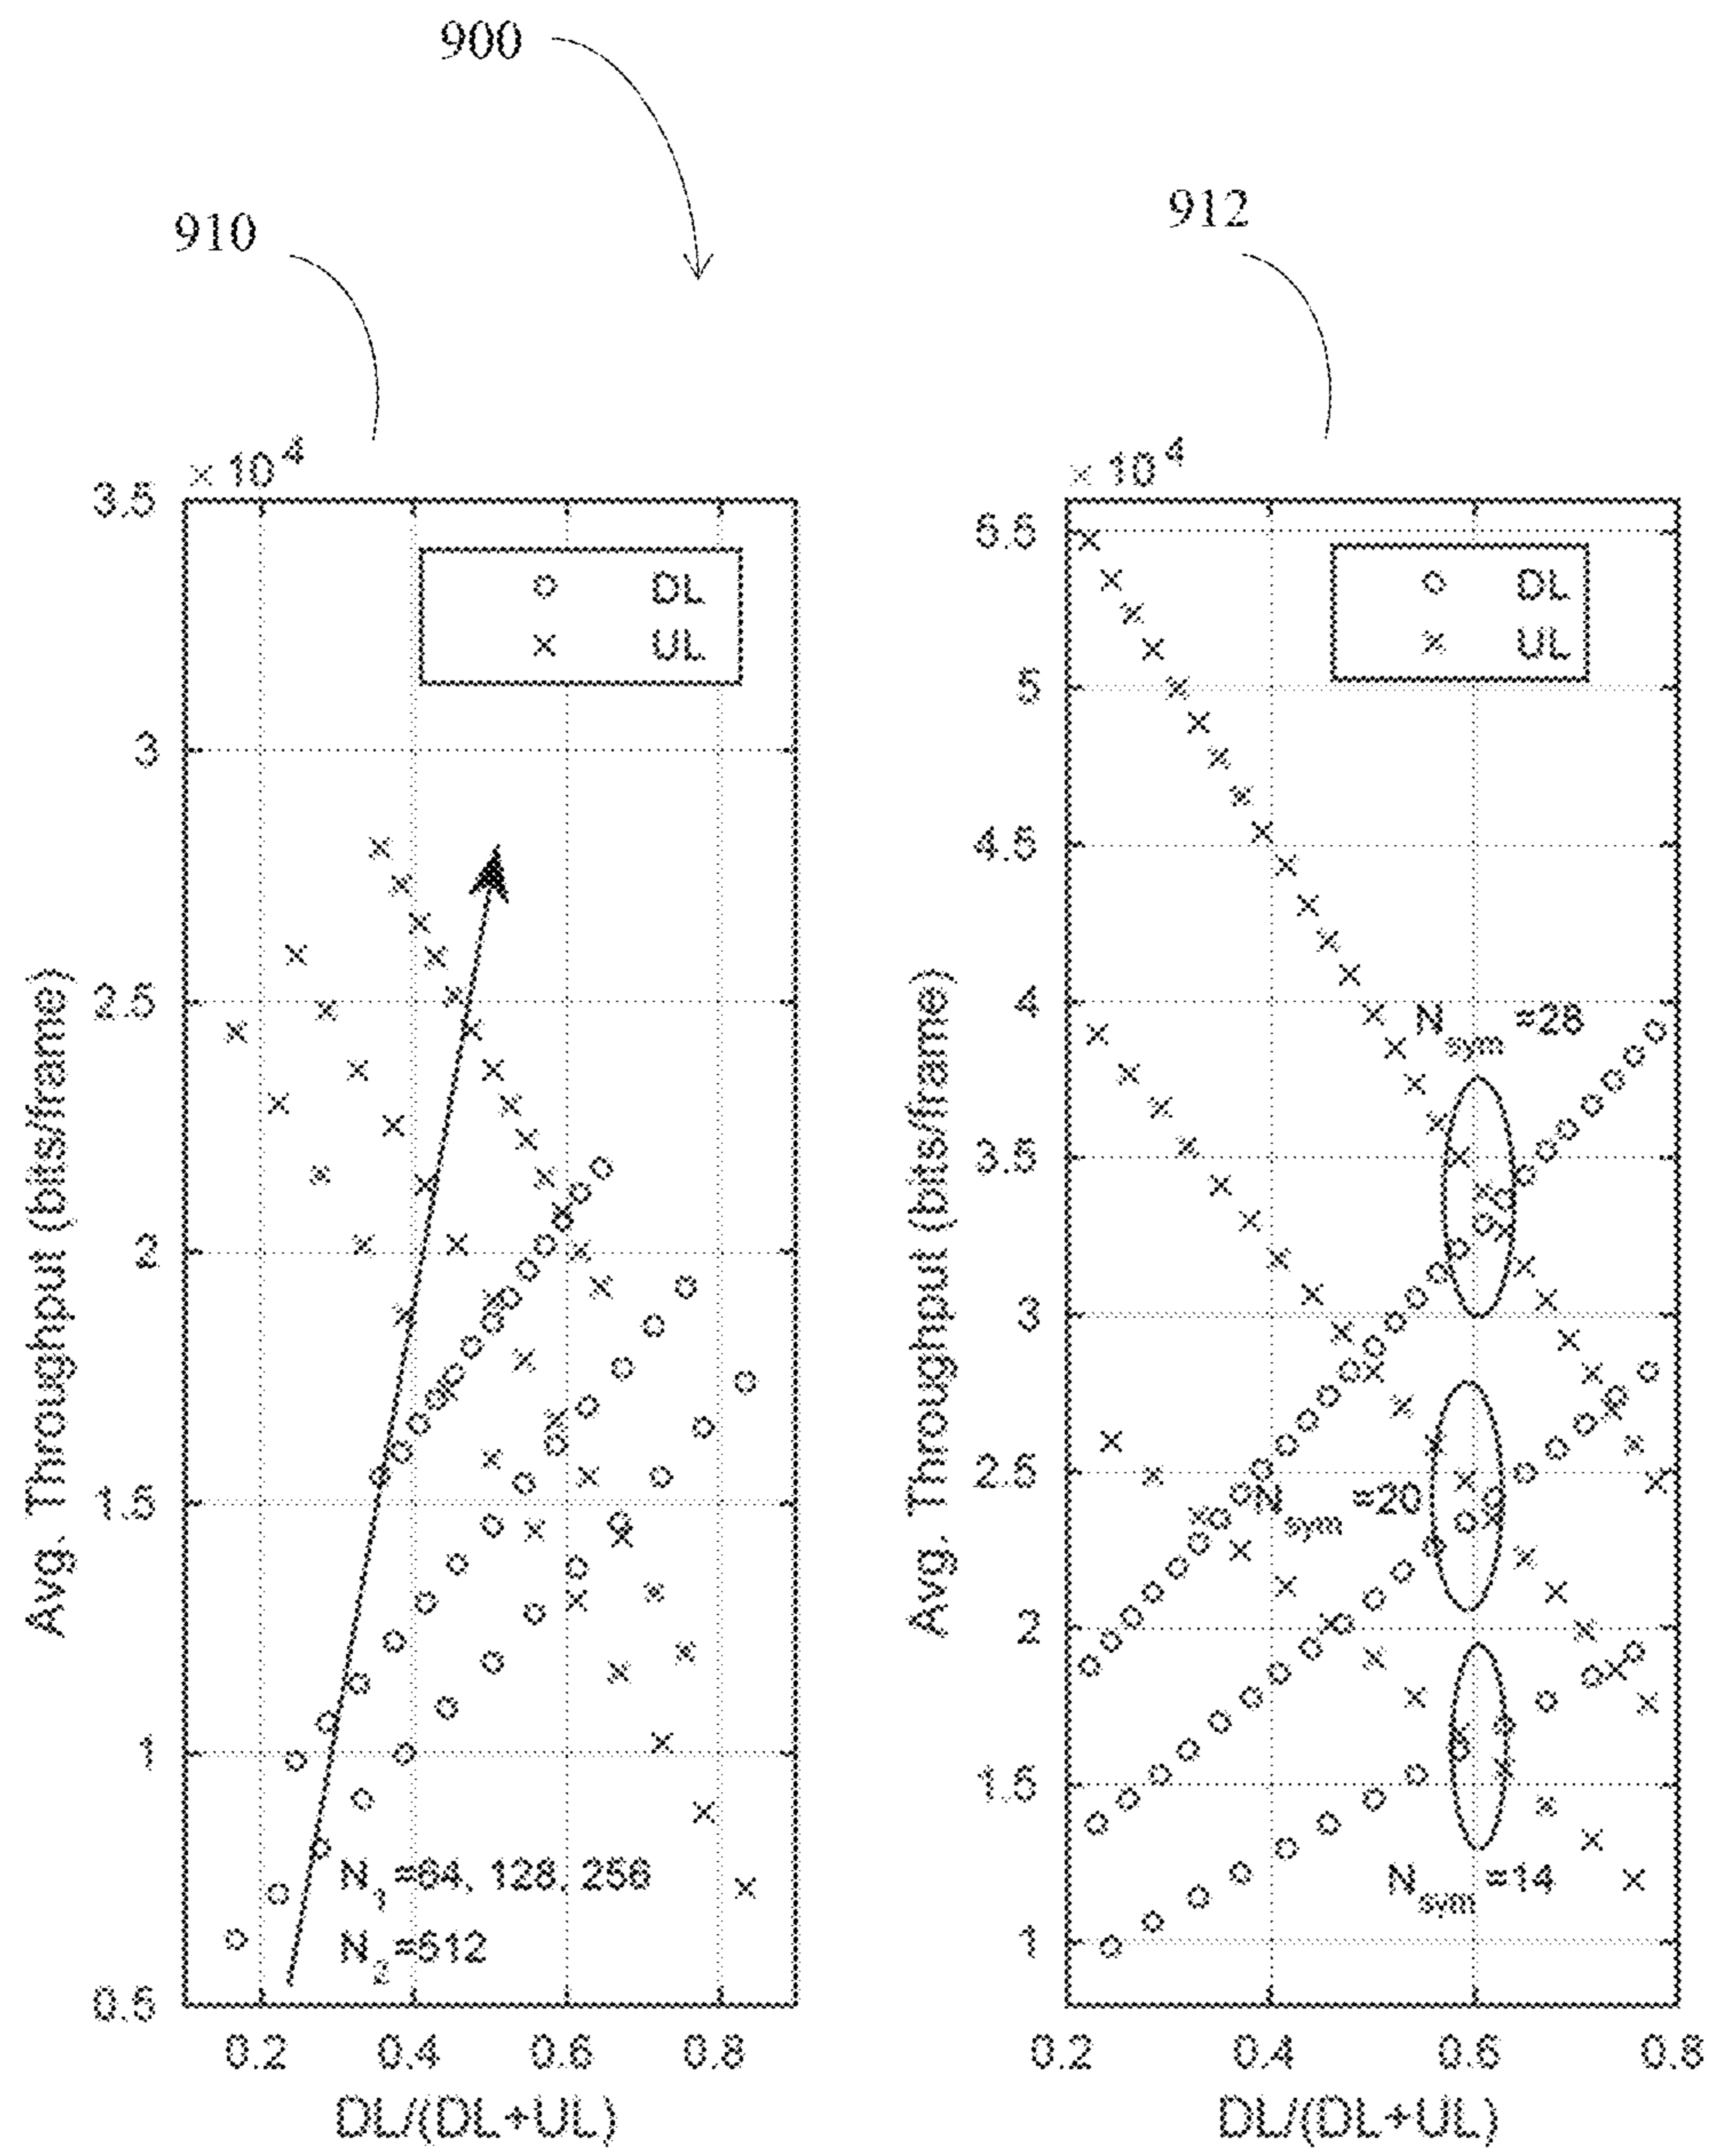 900
910
912
× 10 4
3.5
3
2.5
2
1.5
1
0.5
DL
UL
N1=64, 128, 256
N2=512
0.2 0.4 0.6 0.8
DL/(DL+UL)
Avg. Throughput (bits/frame)
× 10 4
5.5
5
4.5
4
3.5
3
2.5
2
1.5
1
DL
UL
Nsym =28
Nsym =20
Nsym =14
0.2 0.4 0.6 0.8
DL/(DL+UL)
Avg. Throughput (bits/frame)